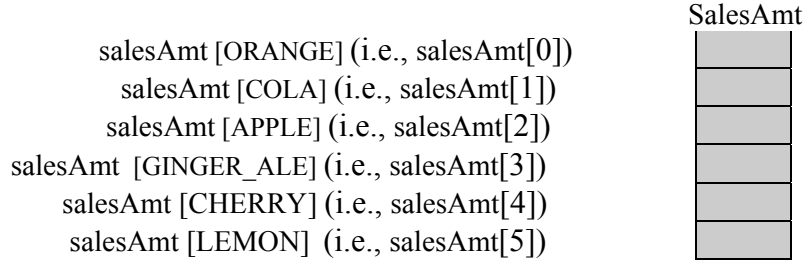 SalesAmt
salesAmt [ORANGE] (i.e., salesAmt[0])
salesAmt [COLA] (i.e., salesAmt[1])
salesAmt [APPLE] (i.e., salesAmt[2])
salesAmt [GINGER_ALE] (i.e., salesAmt[3])
salesAmt [CHERRY] (i.e., salesAmt[4])
salesAmt [LEMON] (i.e., salesAmt[5])